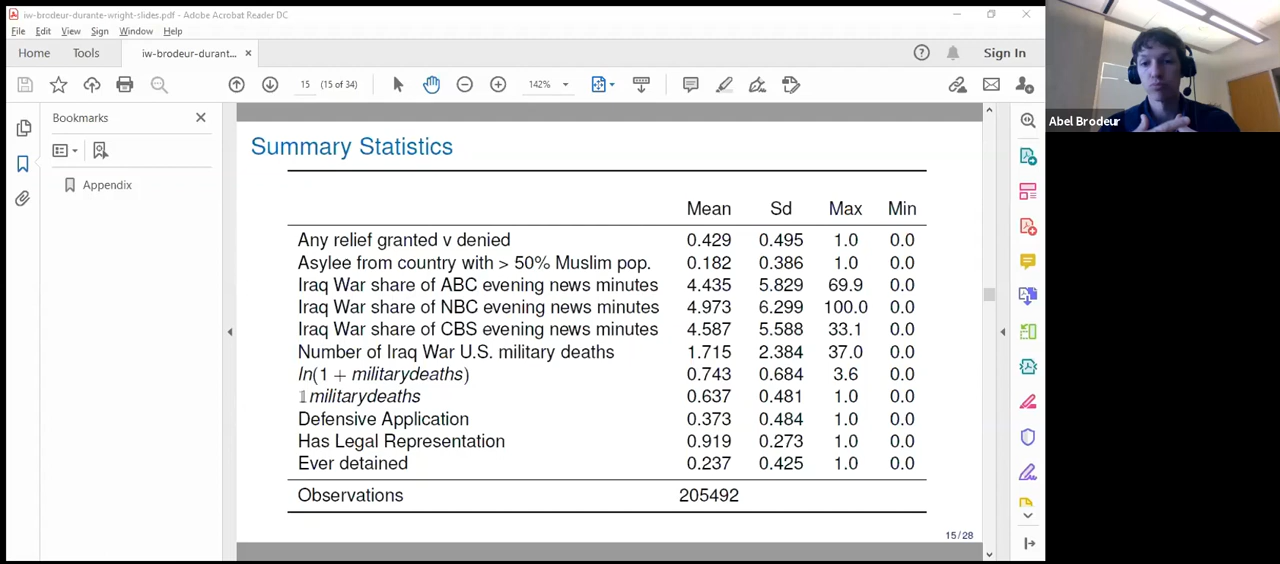 iw-brodeur-durante-wright-slides.pdf - Adobe Acrobat Reader DC
File Edit View Sign Window Help
Home Tools iw-brodeur-durant... × Sign In
15 (15 of 34) 142%
Bookmarks
Appendix
Summary Statistics
Mean Sd Max Min
Any relief granted v denied 0.429 0.495 1.0 0.0
Asylee from country with > 50% Muslim pop. 0.182 0.386 1.0 0.0
Iraq War share of ABC evening news minutes 4.435 5.829 69.9 0.0
Iraq War share of NBC evening news minutes 4.973 6.299 100.0 0.0
Iraq War share of CBS evening news minutes 4.587 5.588 33.1 0.0
Number of Iraq War U.S. military deaths 1.715 2.384 37.0 0.0
ln(1 + militarydeaths) 0.743 0.684 3.6 0.0
𝟙militarydeaths 0.637 0.481 1.0 0.0
Defensive Application 0.373 0.484 1.0 0.0
Has Legal Representation 0.919 0.273 1.0 0.0
Ever detained 0.237 0.425 1.0 0.0
Observations 205492
15/28
Abel Brodeur